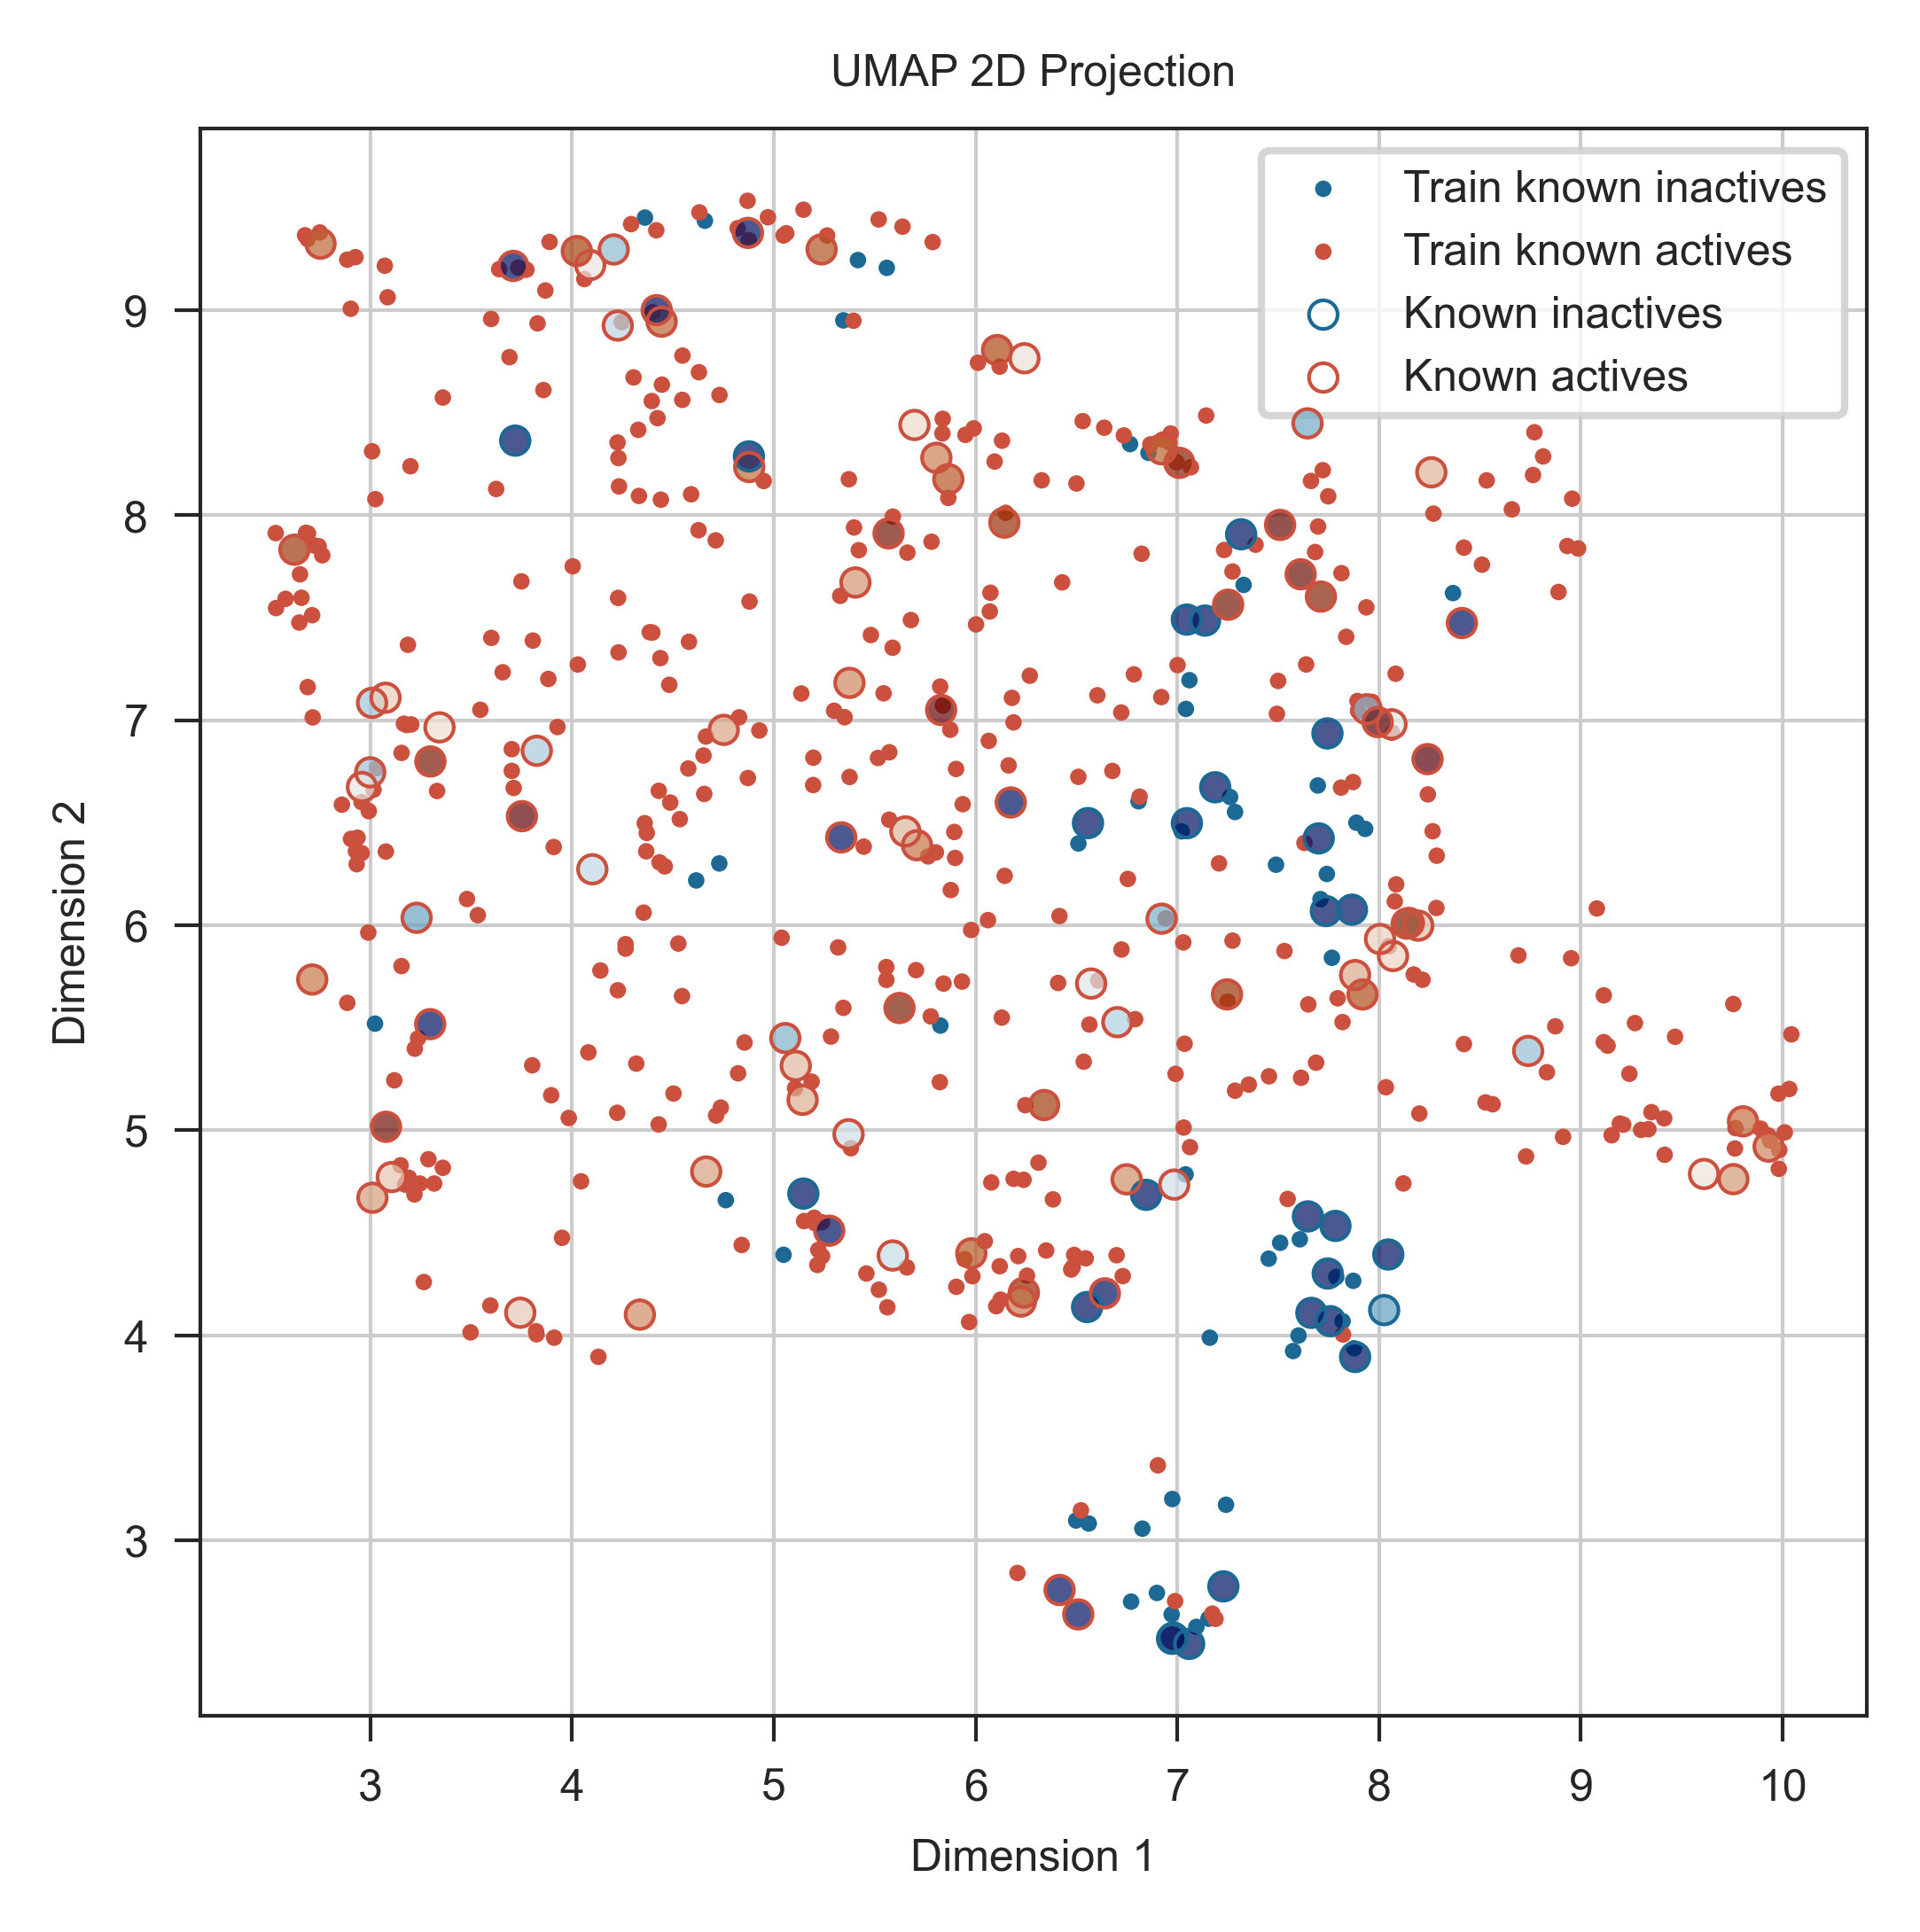 UMAP 2D Projection
Train known inactives
Train known actives
Known inactives
Known actives
9
8
7
6
5
4
3
Dimension 2
3 4 5 6 7 8 9 10
Dimension 1